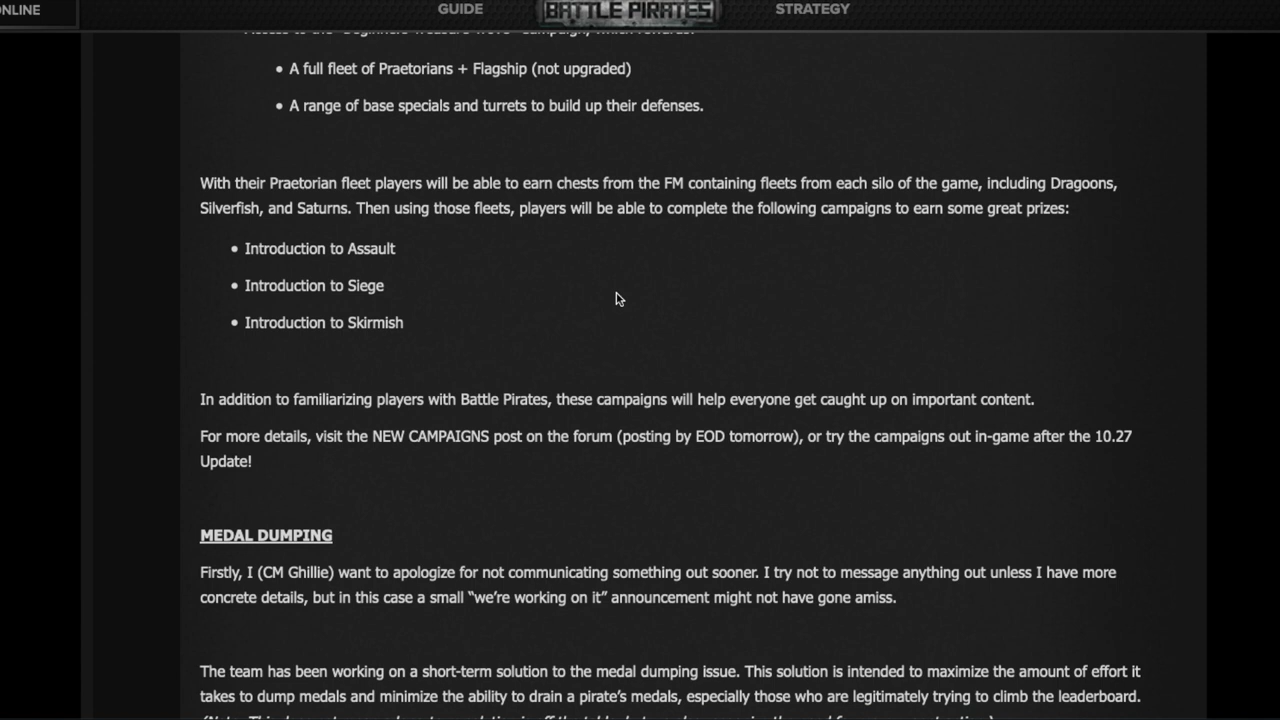 ONLINE
GUIDE
BATTLE PIRATES
STRATEGY
Access to the
campaign, which rewards:
• A full fleet of Praetorians + Flagship (not upgraded)
• A range of base specials and turrets to build up their defenses.
With their Praetorian fleet players will be able to earn chests from the FM containing fleets from each silo of the game, including Dragoons,
Silverfish, and Saturns. Then using those fleets, players will be able to complete the following campaigns to earn some great prizes:
• Introduction to Assault
• Introduction to Siege
• Introduction to Skirmish
In addition to familiarizing players with Battle Pirates, these campaigns will help everyone get caught up on important content.
For more details, visit the NEW CAMPAIGNS post on the forum (posting by EOD tomorrow), or try the campaigns out in-game after the 10.27
Update!
MEDAL DUMPING
Firstly, I (CM Ghillie) want to apologize for not communicating something out sooner. I try not to message anything out unless I have more
concrete details, but in this case a small “we’re working on it” announcement might not have gone amiss.
The team has been working on a short-term solution to the medal dumping issue. This solution is intended to maximize the amount of effort it
takes to dump medals and minimize the ability to drain a pirate’s medals, especially those who are legitimately trying to climb the leaderboard.